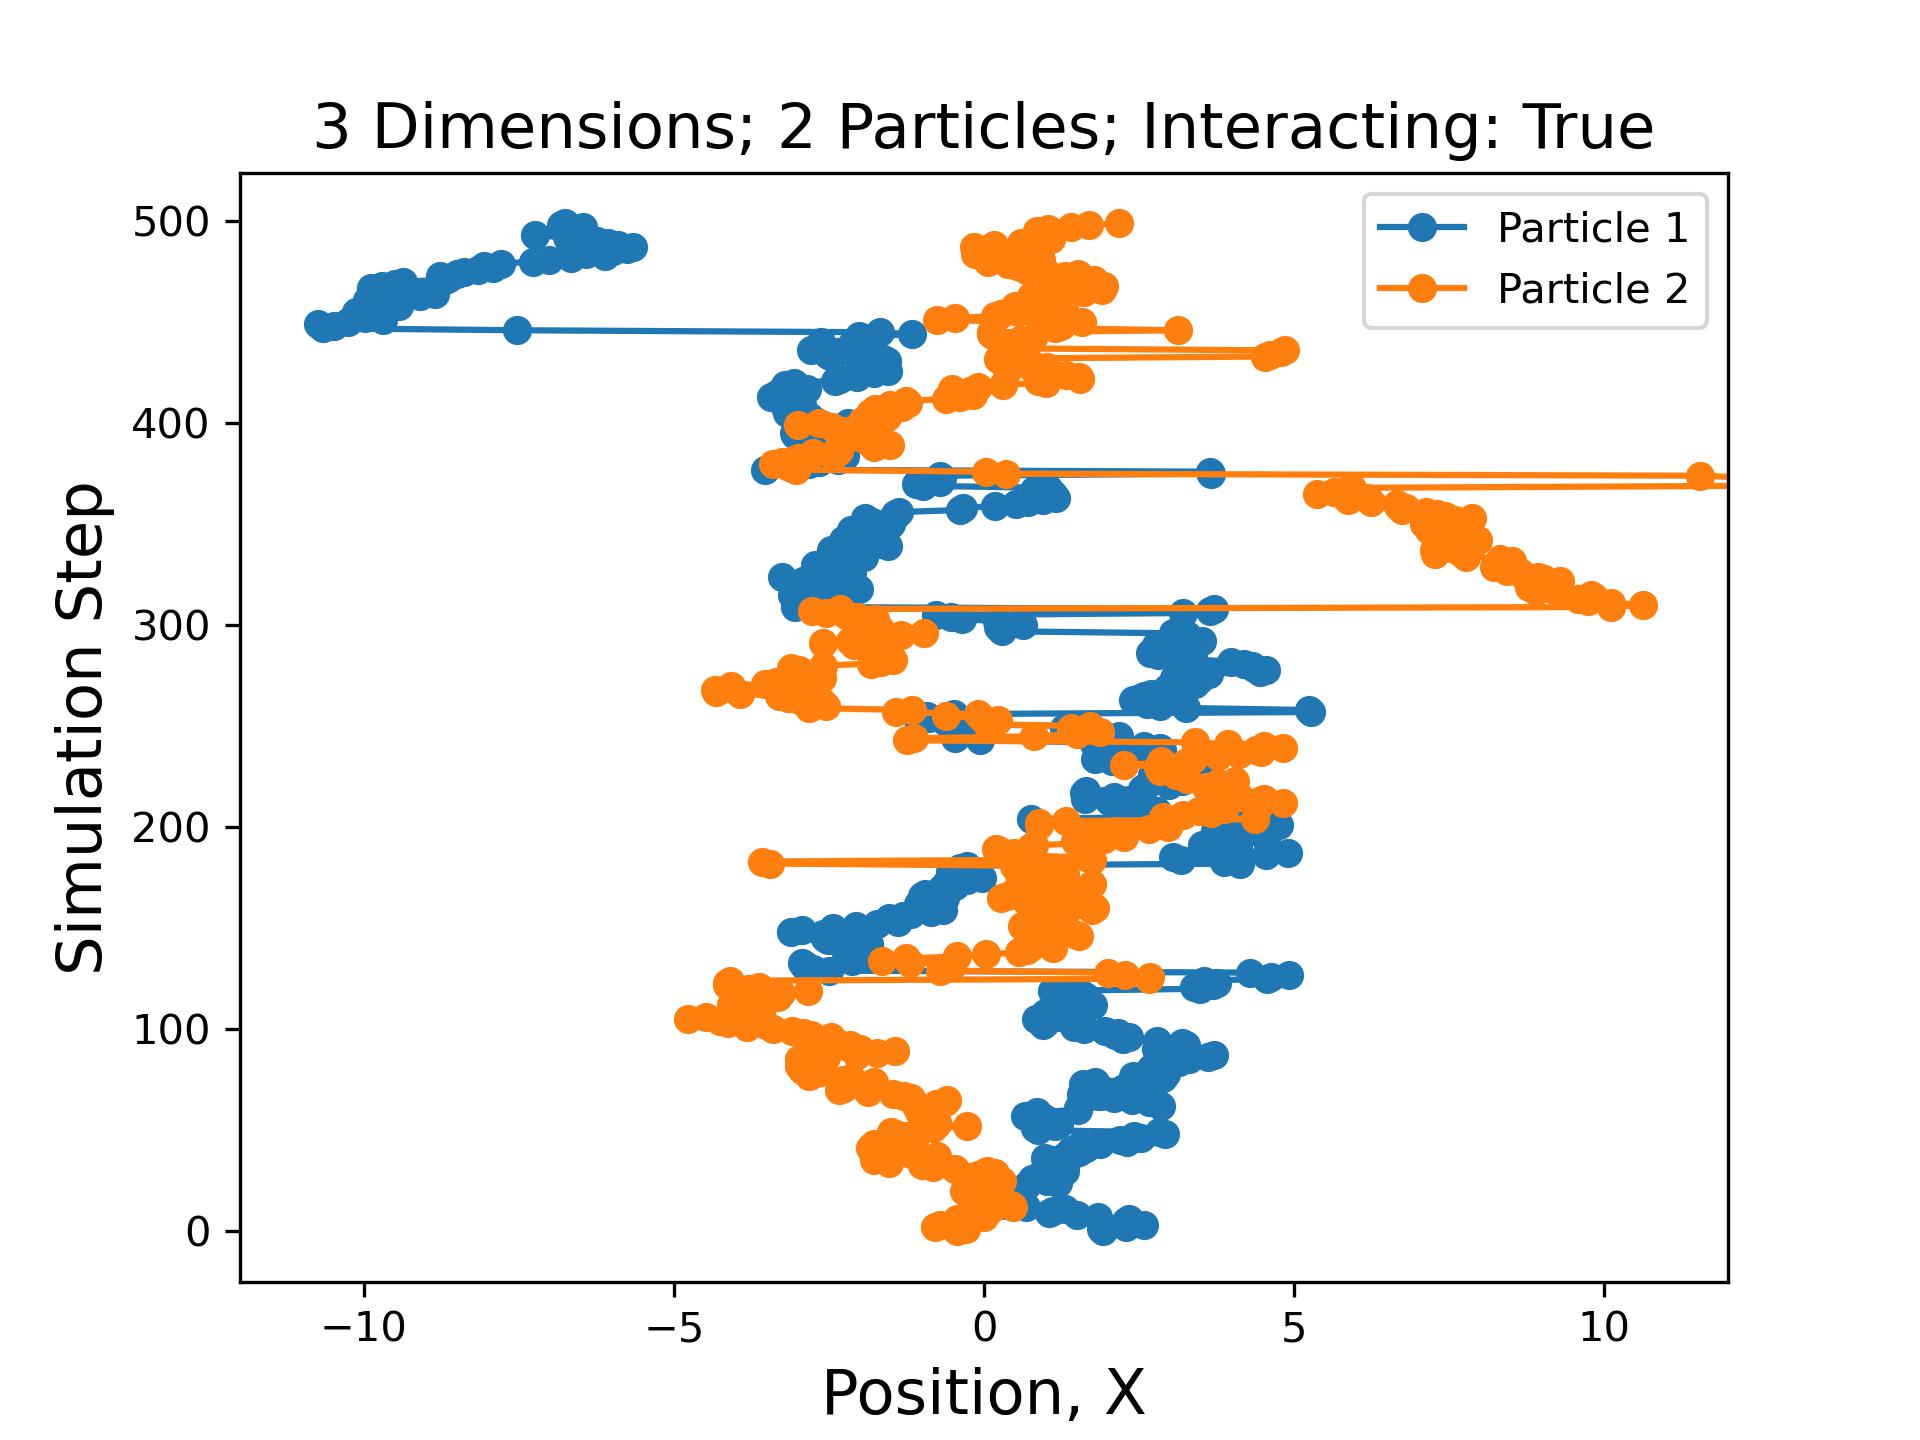 3 Dimensions; 2 Particles; Interacting: True
Particle 1
Particle 2
500
400
300
200
100
0
Simulation Step
−10
−5
0
5
10
Position, X